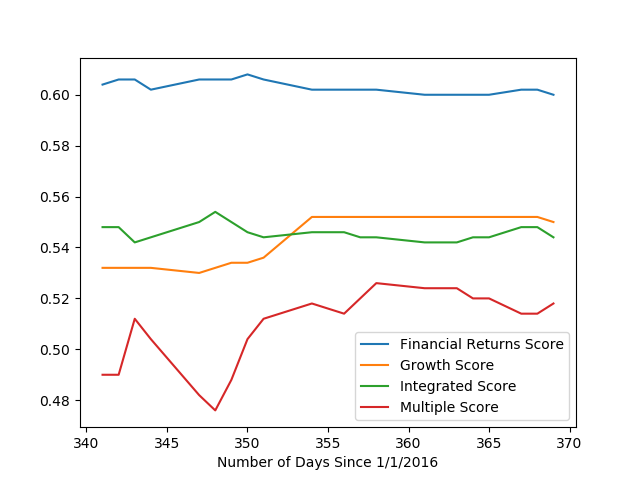 0.60
0.58
0.56
0.54
0.52
0.50
0.48
340 345 350 355 360 365 370
Number of Days Since 1/1/2016
Financial Returns Score
Growth Score
Integrated Score
Multiple Score